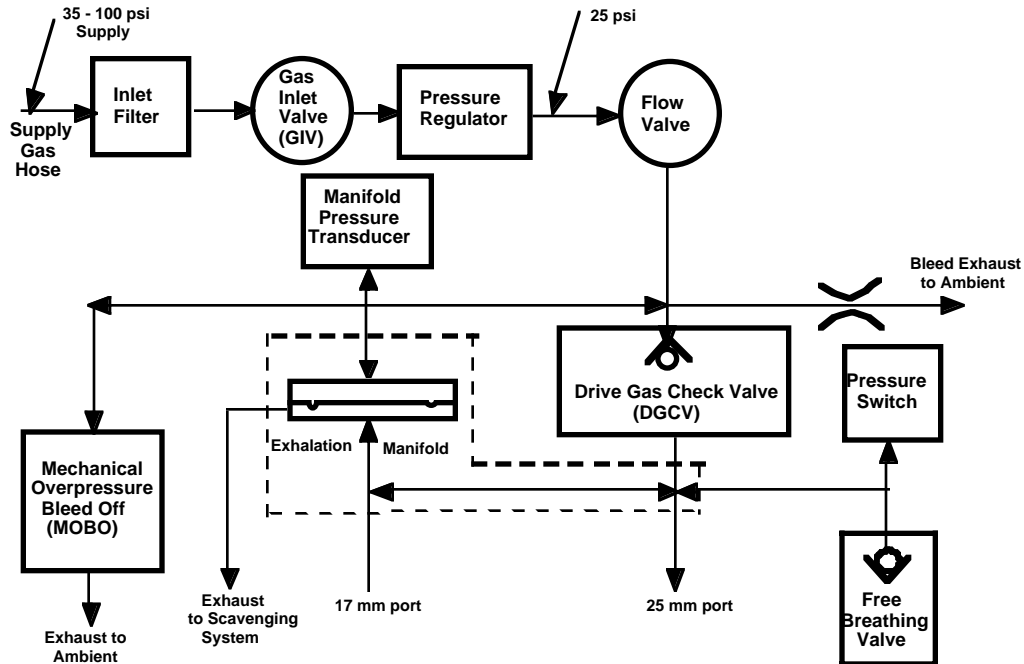 35 - 100 psi
Supply
25 psi
Inlet
Filter
Gas
Inlet
Valve
(GIV)
Pressure
Regulator
Flow
Valve
Supply
Gas
Hose
Manifold
Pressure
Transducer
Bleed Exhaust
to Ambient
Drive Gas Check Valve
(DGCV)
Pressure
Switch
Exhalation
Manifold
Mechanical
Overpressure
Bleed Off
(MOBO)
Exhaust
to Scavenging
System
17 mm port
25 mm port
Free
Breathing
Valve
Exhaust to
Ambient